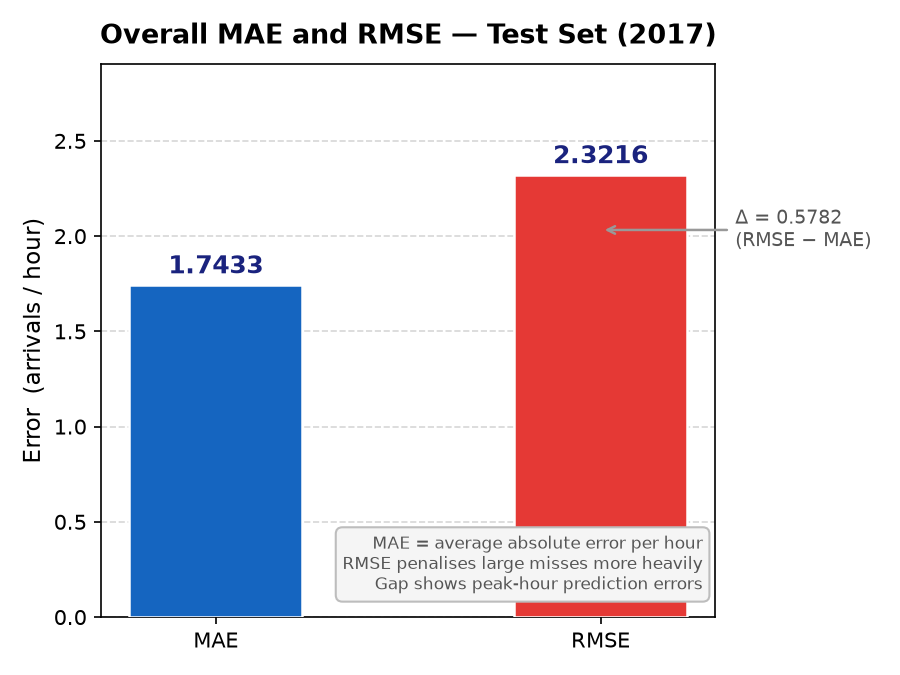 Overall MAE and RMSE — Test Set (2017)
Error (arrivals / hour)
2.5
2.0
1.5
1.0
0.5
0.0
1.7433
2.3216
Δ = 0.5782
(RMSE − MAE)
MAE = average absolute error per hour
RMSE penalises large misses more heavily
Gap shows peak-hour prediction errors
MAE
RMSE